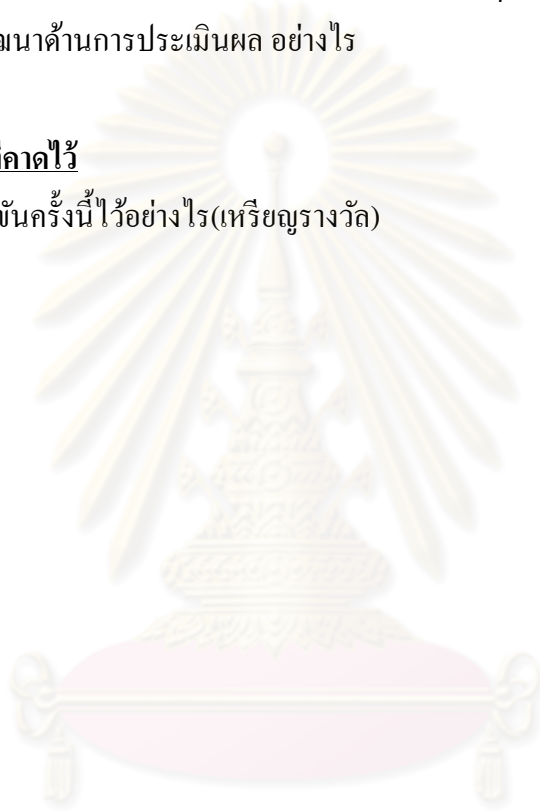 ฒนาด้านการประเมินผล อย่างไร
ที่คาดไว้
ขันครั้งนี้ไว้อย่างไร(เหรียญรางวัล)